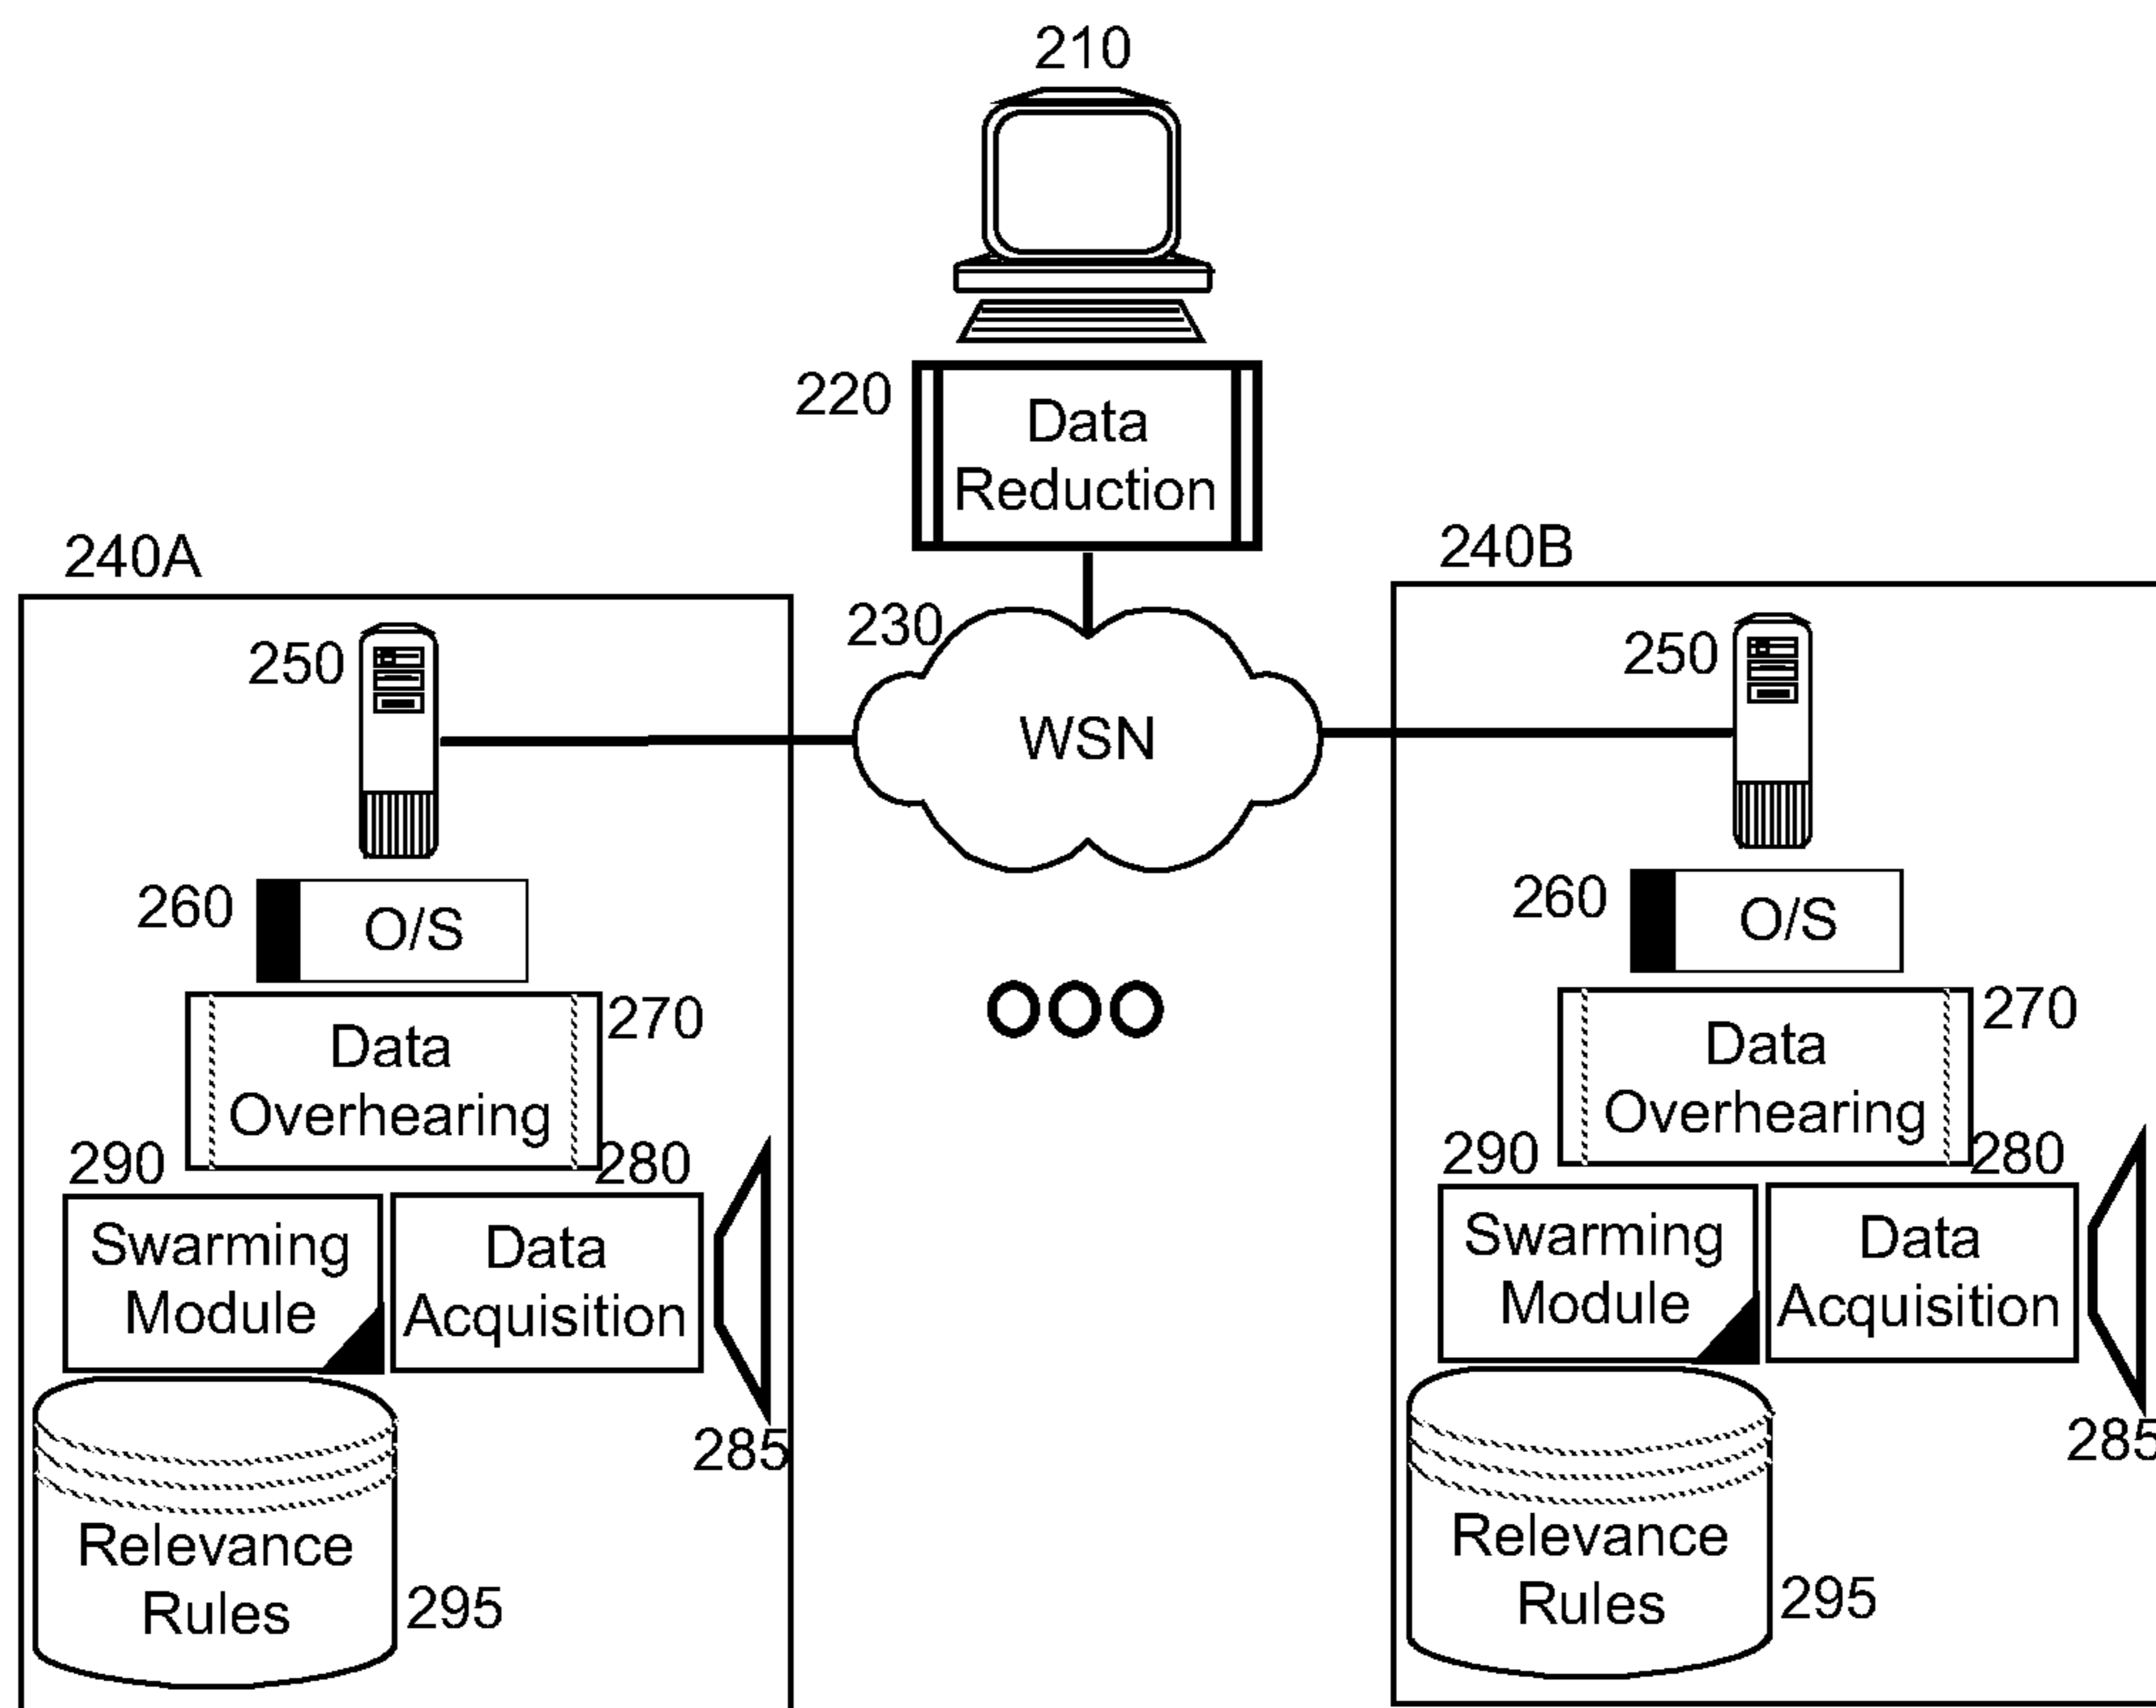 210
220
Data
Reduction
240A
240B
230
250
250
WSN
260
O/S
260
O/S
270
Data
Overhearing
270
Data
Overhearing
290
280
290
280
Swarming
Module
Data
Acquisition
Swarming
Module
Data
Acquisition
285
285
Relevance
Rules
295
Relevance
Rules
295